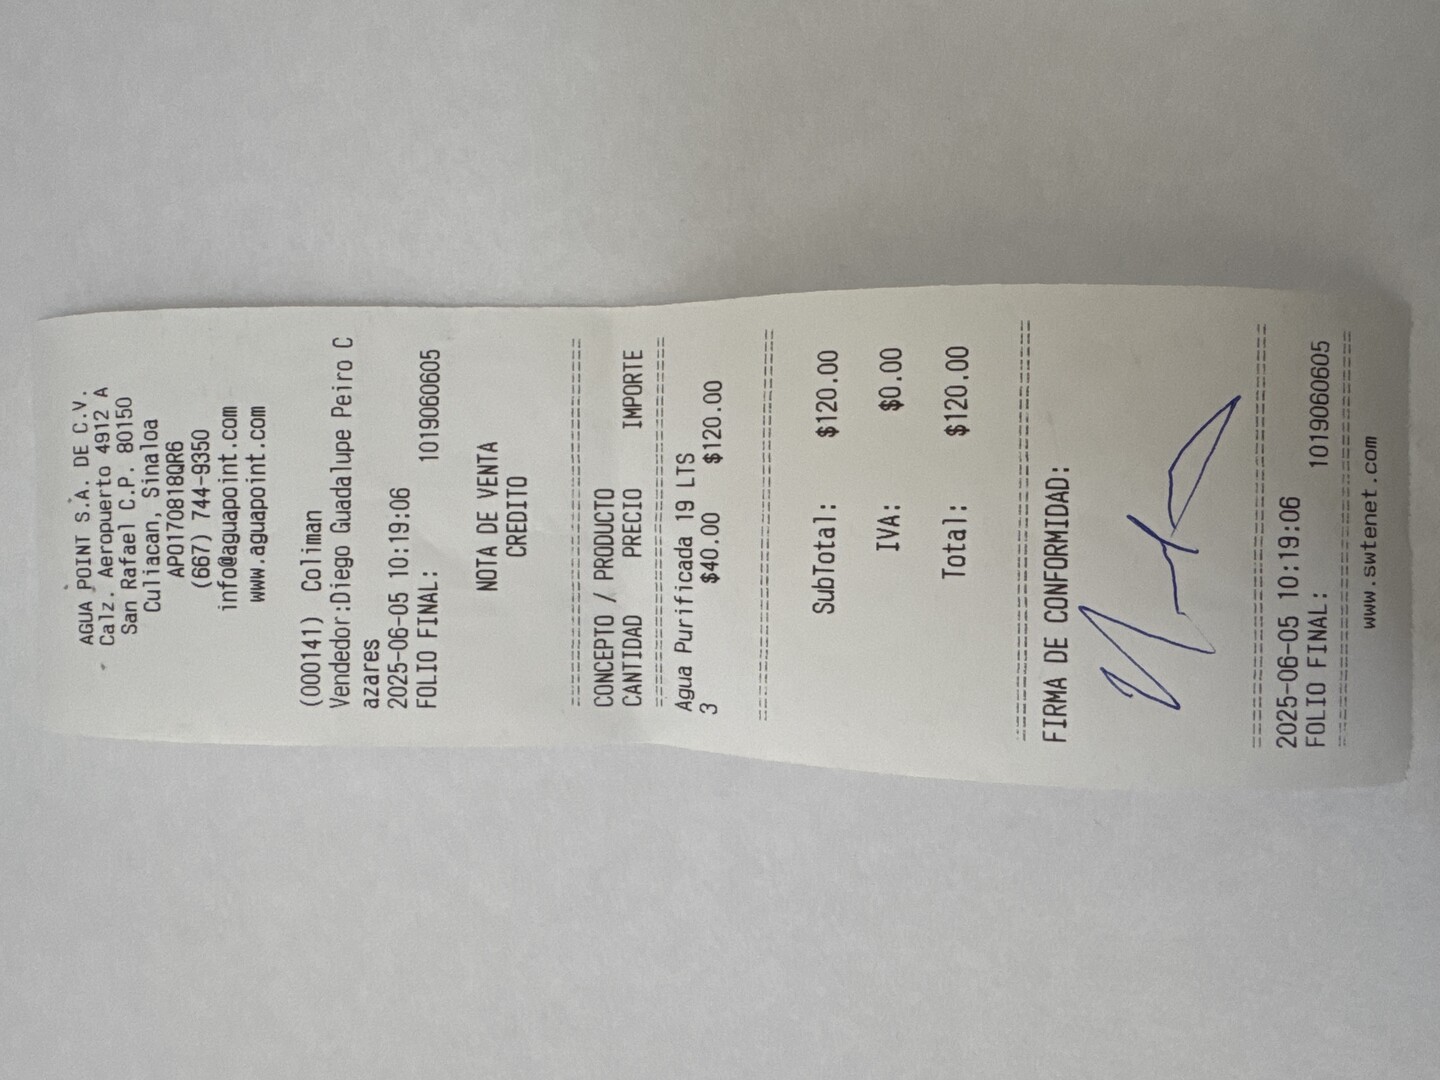 AGUA POINT S.A. DE C.V.
Calz. Aeropuerto 4912 A
San Rafael C.P. 80150
Culiacan, Sinaloa
APO170818QR6
(667) 744-9350
info@aguapoint.com
www.aguapoint.com
(000141) Coliman
Vendedor:Diego Guadalupe Peiro C
azares
2025-06-05 10:19:06
FOLIO FINAL: 1019060605
NOTA DE VENTA
CREDITO
================================
CONCEPTO / PRODUCTO
CANTIDAD PRECIO IMPORTE
================================
Agua Purificada 19 LTS
3 $40.00 $120.00
================================
SubTotal: $120.00
IVA: $0.00
Total: $120.00
================================
FIRMA DE CONFORMIDAD:
================================
2025-06-05 10:19:06
FOLIO FINAL: 1019060605
================================
www.swtenet.com